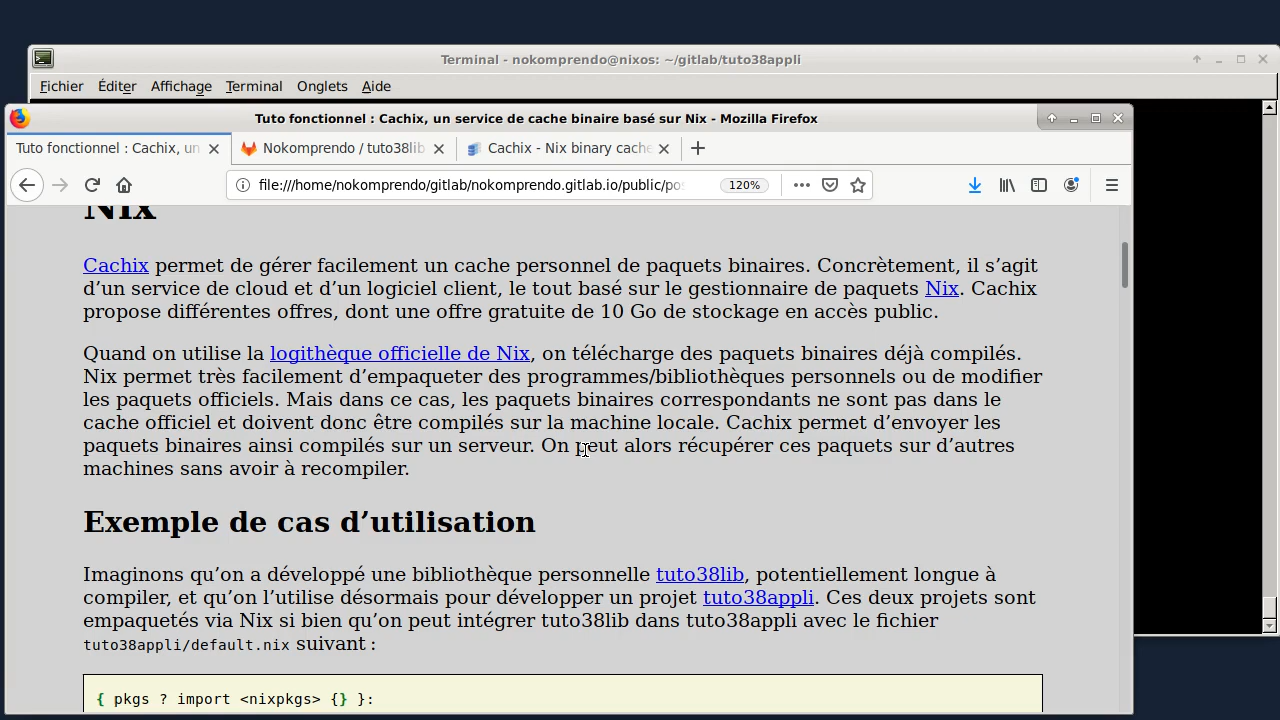 Terminal - nokomprendo@nixos: ~/gitlab/tuto38appli
Fichier Éditer Affichage Terminal Onglets Aide
Tuto fonctionnel : Cachix, un service de cache binaire basé sur Nix - Mozilla Firefox
Tuto fonctionnel : Cachix, un
Nokomprendo / tuto38lib
Cachix - Nix binary cache
file:///home/nokomprendo/gitlab/nokomprendo.gitlab.io/public/po
120%
Nix
Cachix permet de gérer facilement un cache personnel de paquets binaires. Concrètement, il s’agit
d’un service de cloud et d’un logiciel client, le tout basé sur le gestionnaire de paquets Nix. Cachix
propose différentes offres, dont une offre gratuite de 10 Go de stockage en accès public.
Quand on utilise la logithèque officielle de Nix, on télécharge des paquets binaires déjà compilés.
Nix permet très facilement d’empaqueter des programmes/bibliothèques personnels ou de modifier
les paquets officiels. Mais dans ce cas, les paquets binaires correspondants ne sont pas dans le
cache officiel et doivent donc être compilés sur la machine locale. Cachix permet d’envoyer les
paquets binaires ainsi compilés sur un serveur. On peut alors récupérer ces paquets sur d’autres
machines sans avoir à recompiler.
Exemple de cas d’utilisation
Imaginons qu’on a développé une bibliothèque personnelle tuto38lib, potentiellement longue à
compiler, et qu’on l’utilise désormais pour développer un projet tuto38appli. Ces deux projets sont
empaquetés via Nix si bien qu’on peut intégrer tuto38lib dans tuto38appli avec le fichier
tuto38appli/default.nix suivant :
{ pkgs ? import <nixpkgs> {} }: